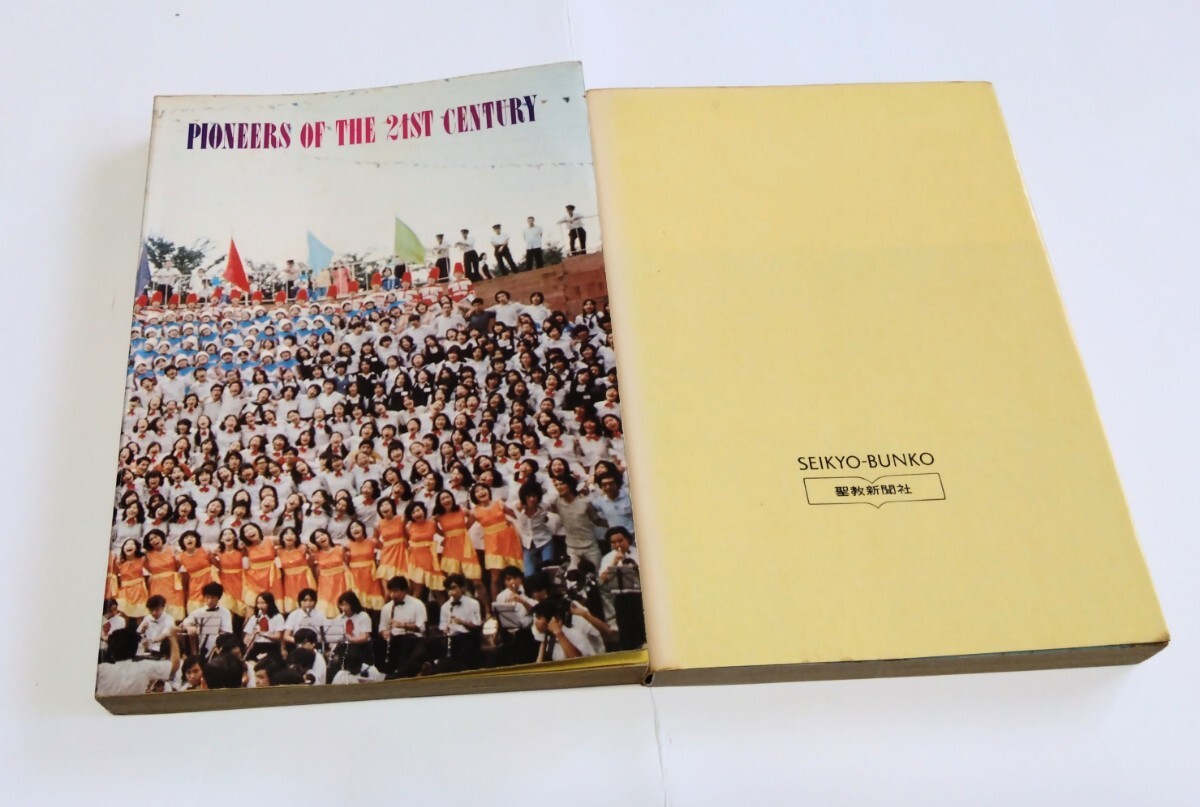 PIONEERS OF THE 21ST CENTURY
SEIKYO-BUNKO
聖教新聞社